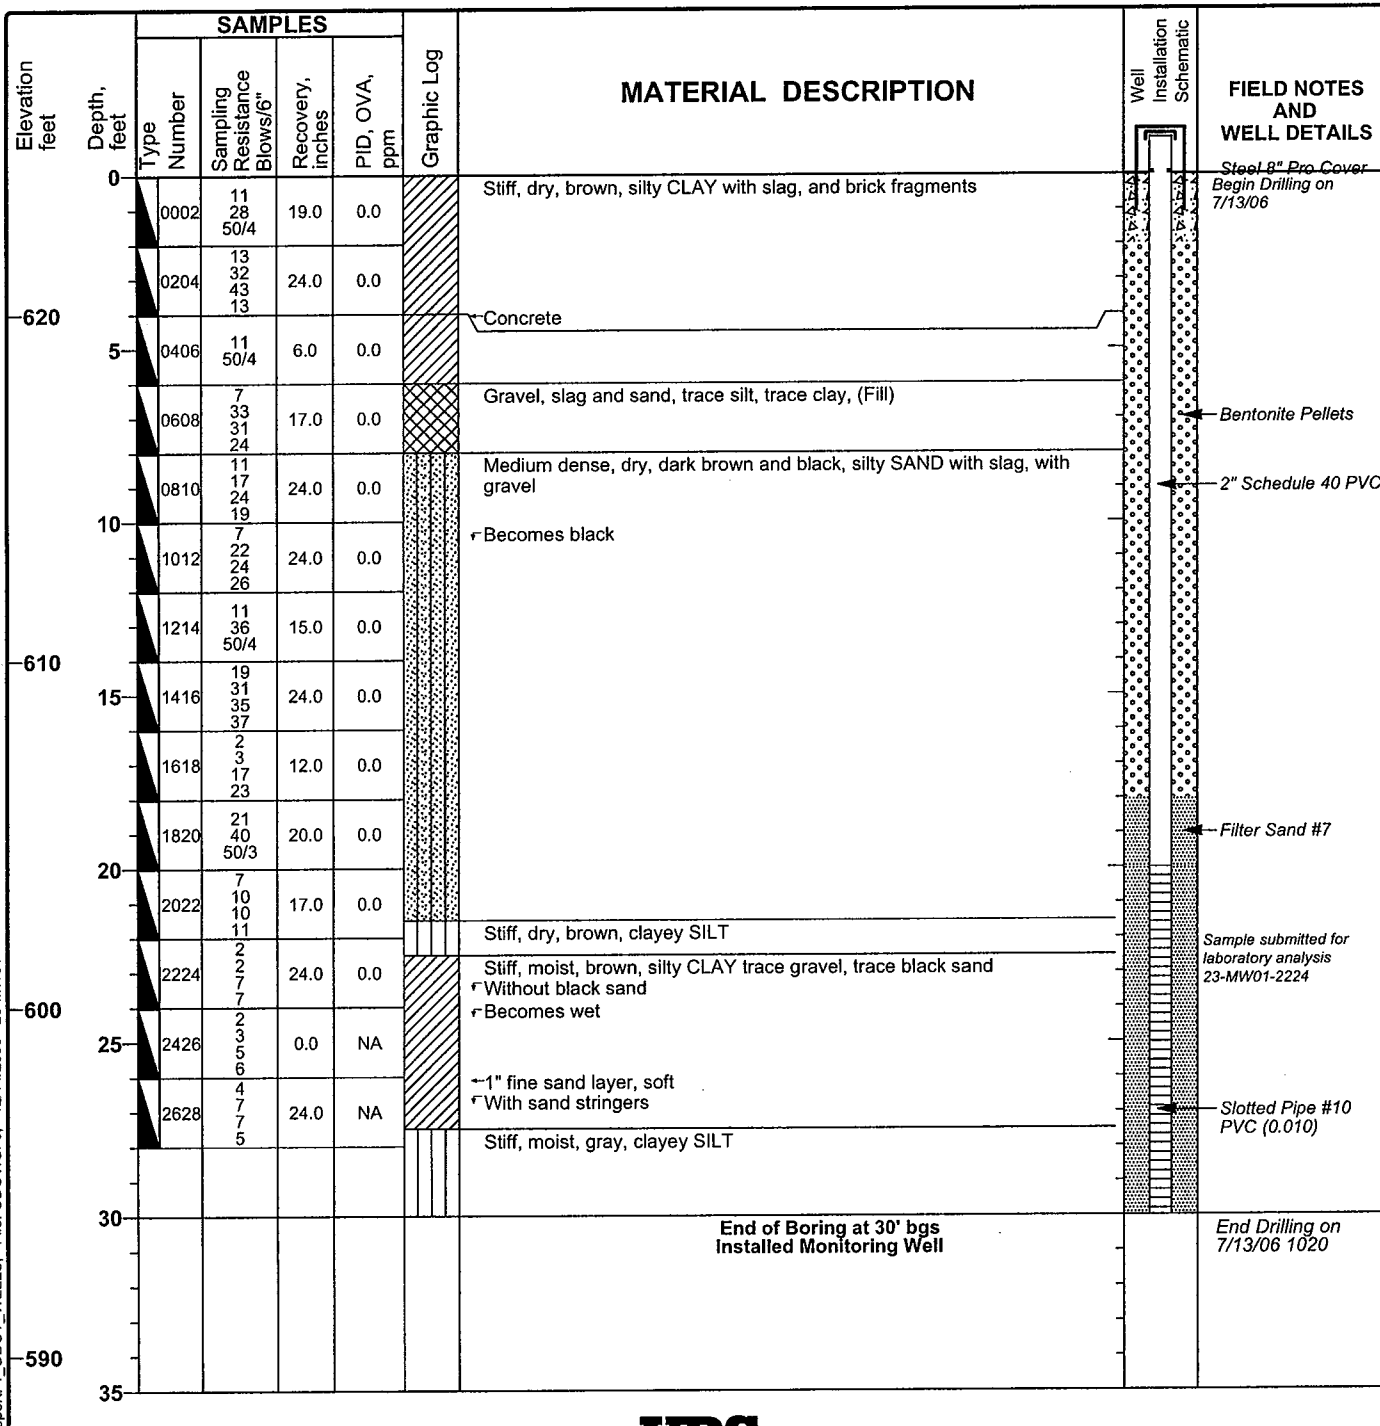 SAMPLES
Elevation
feet
Depth,
feet
Type
Number
Sampling
Resistance
Blows/6"
Recovery,
inches
PID, OVA,
ppm
Graphic Log
MATERIAL DESCRIPTION
Well
Installation
Schematic
FIELD NOTES
AND
WELL DETAILS
Steel 8" Pro Cover
0
0002
11
28
50/4
19.0
0.0
Stiff, dry, brown, silty CLAY with slag, and brick fragments
Begin Drilling on
7/13/06
0204
13
32
43
13
24.0
0.0
620
Concrete
5
0406
11
50/4
6.0
0.0
0608
7
33
31
24
17.0
0.0
Gravel, slag and sand, trace silt, trace clay, (Fill)
Bentonite Pellets
0810
11
17
24
19
24.0
0.0
Medium dense, dry, dark brown and black, silty SAND with slag, with
gravel
2" Schedule 40 PVC
10
1012
7
22
24
26
24.0
0.0
Becomes black
1214
11
36
50/4
15.0
0.0
610
15
1416
19
31
35
37
24.0
0.0
1618
2
3
17
23
12.0
0.0
1820
21
40
50/3
20.0
0.0
Filter Sand #7
20
2022
7
10
10
11
17.0
0.0
Stiff, dry, brown, clayey SILT
2224
2
2
7
7
24.0
0.0
Stiff, moist, brown, silty CLAY trace gravel, trace black sand
Without black sand
Sample submitted for
laboratory analysis
23-MW01-2224
600
Becomes wet
25
2426
2
3
5
6
0.0
NA
2628
4
7
7
5
24.0
NA
1" fine sand layer, soft
With sand stringers
Slotted Pipe #10
PVC (0.010)
Stiff, moist, gray, clayey SILT
30
End of Boring at 30' bgs
Installed Monitoring Well
End Drilling on
7/13/06 1020
590
35